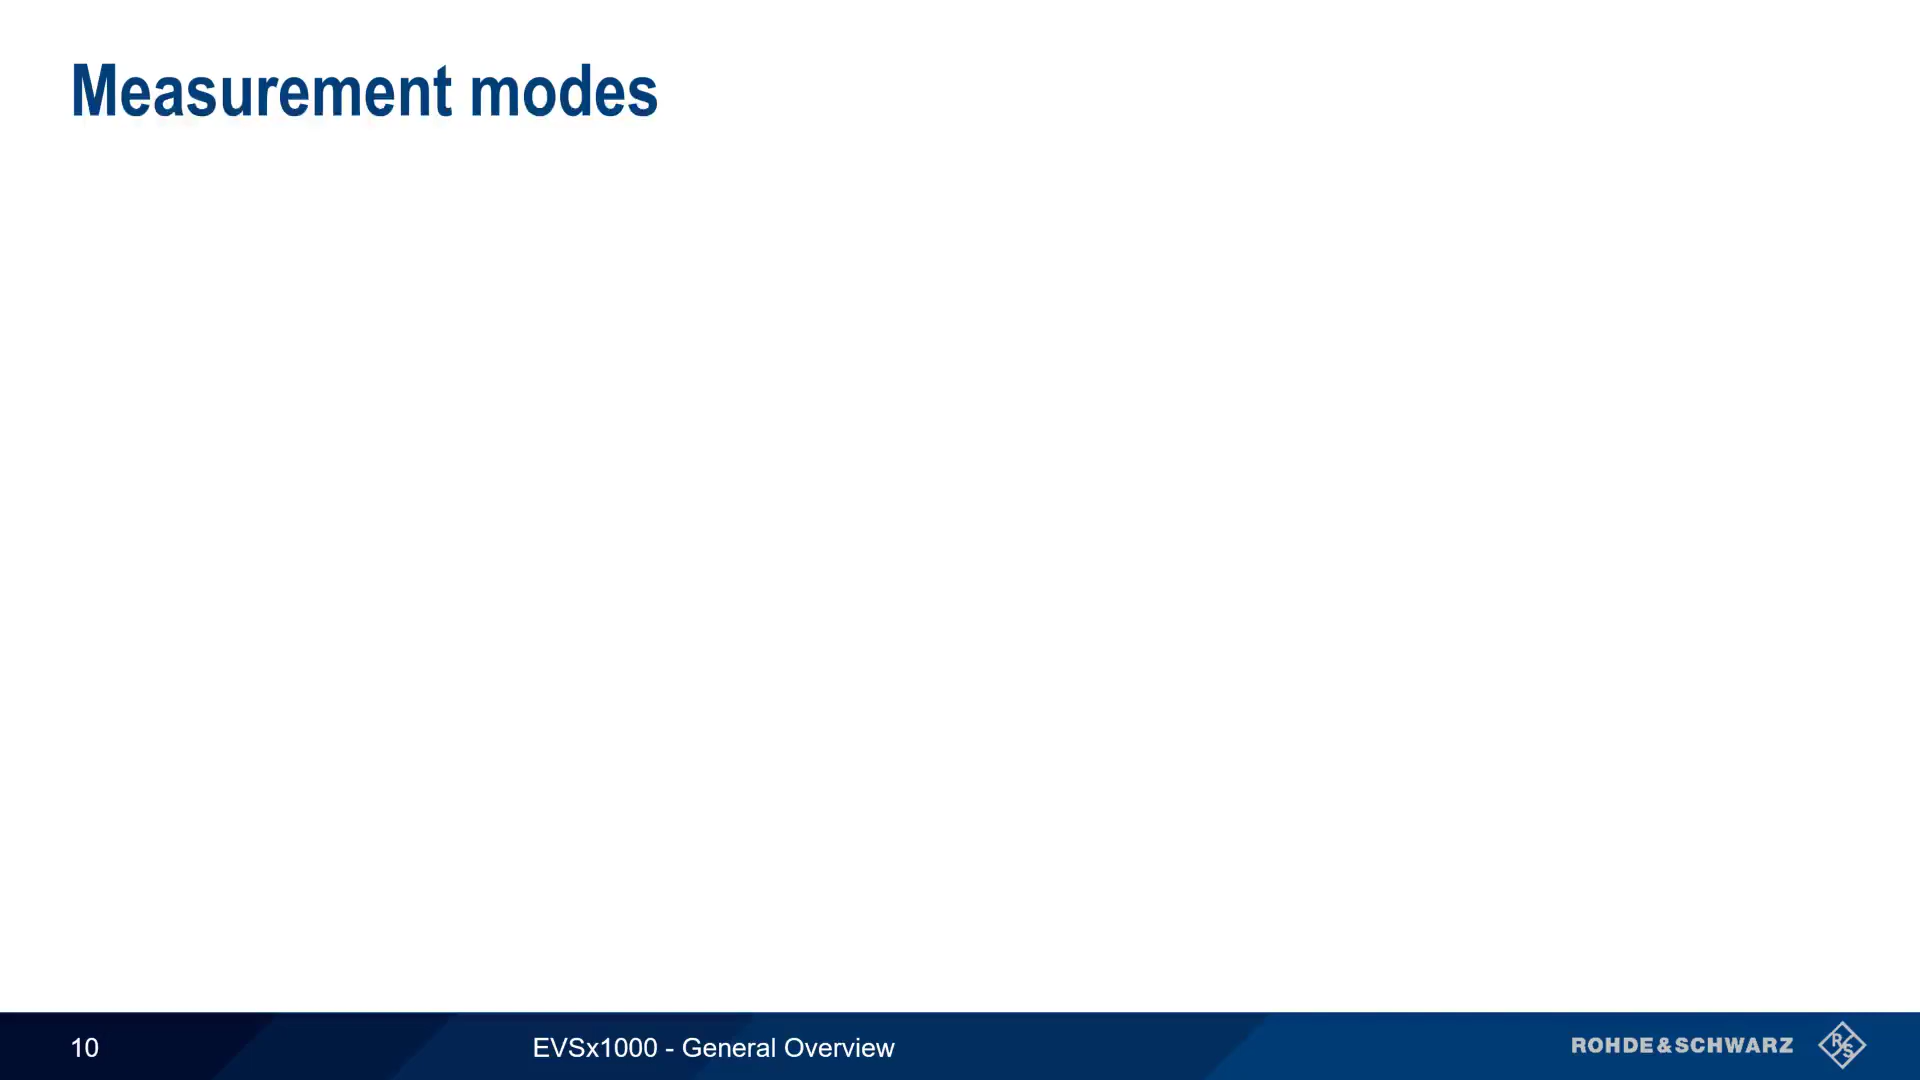 Measurement modes
10
EVSx1000 - General Overview
ROHDE&SCHWARZ
R
S